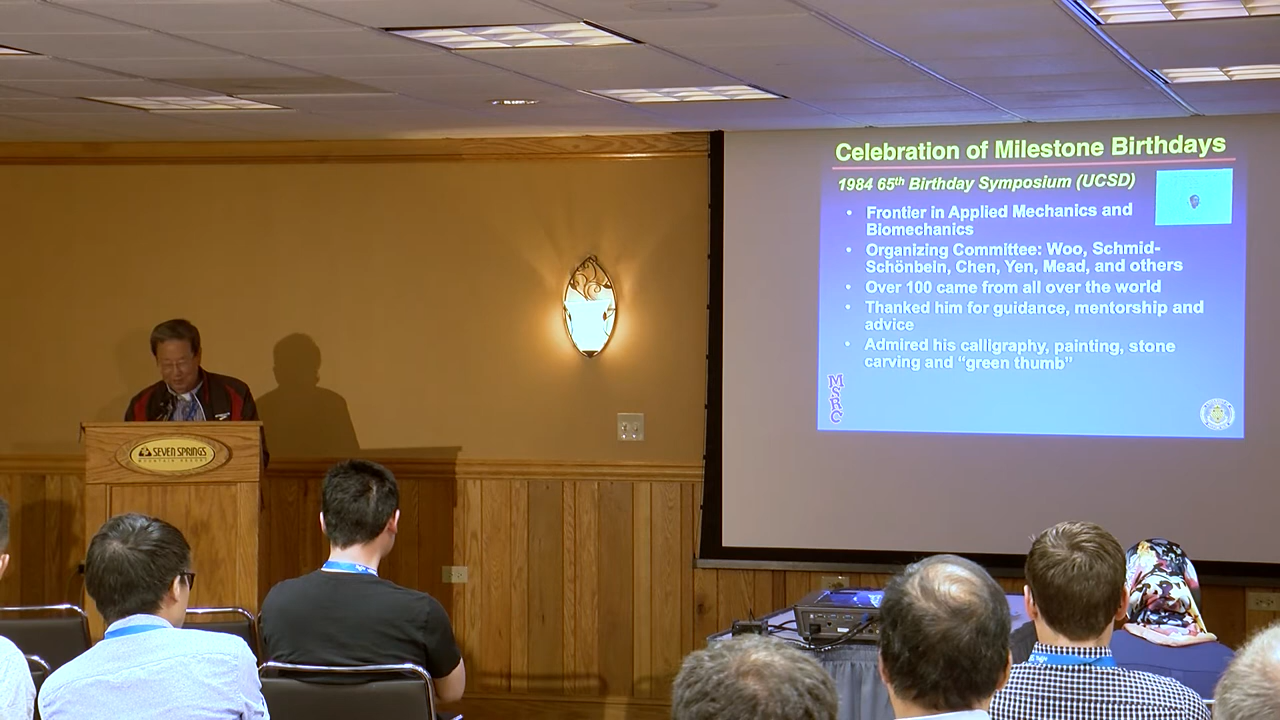 Celebration of Milestone Birthdays
1984 65th Birthday Symposium (UCSD)
• Frontier in Applied Mechanics and
Biomechanics
• Organizing Committee: Woo, Schmid-
Schönbein, Chen, Yen, Mead, and others
• Over 100 came from all over the world
• Thanked him for guidance, mentorship and
advice
• Admired his calligraphy, painting, stone
carving and “green thumb”
MSRC
SEVEN SPRINGS
MOUNTAIN RESORT